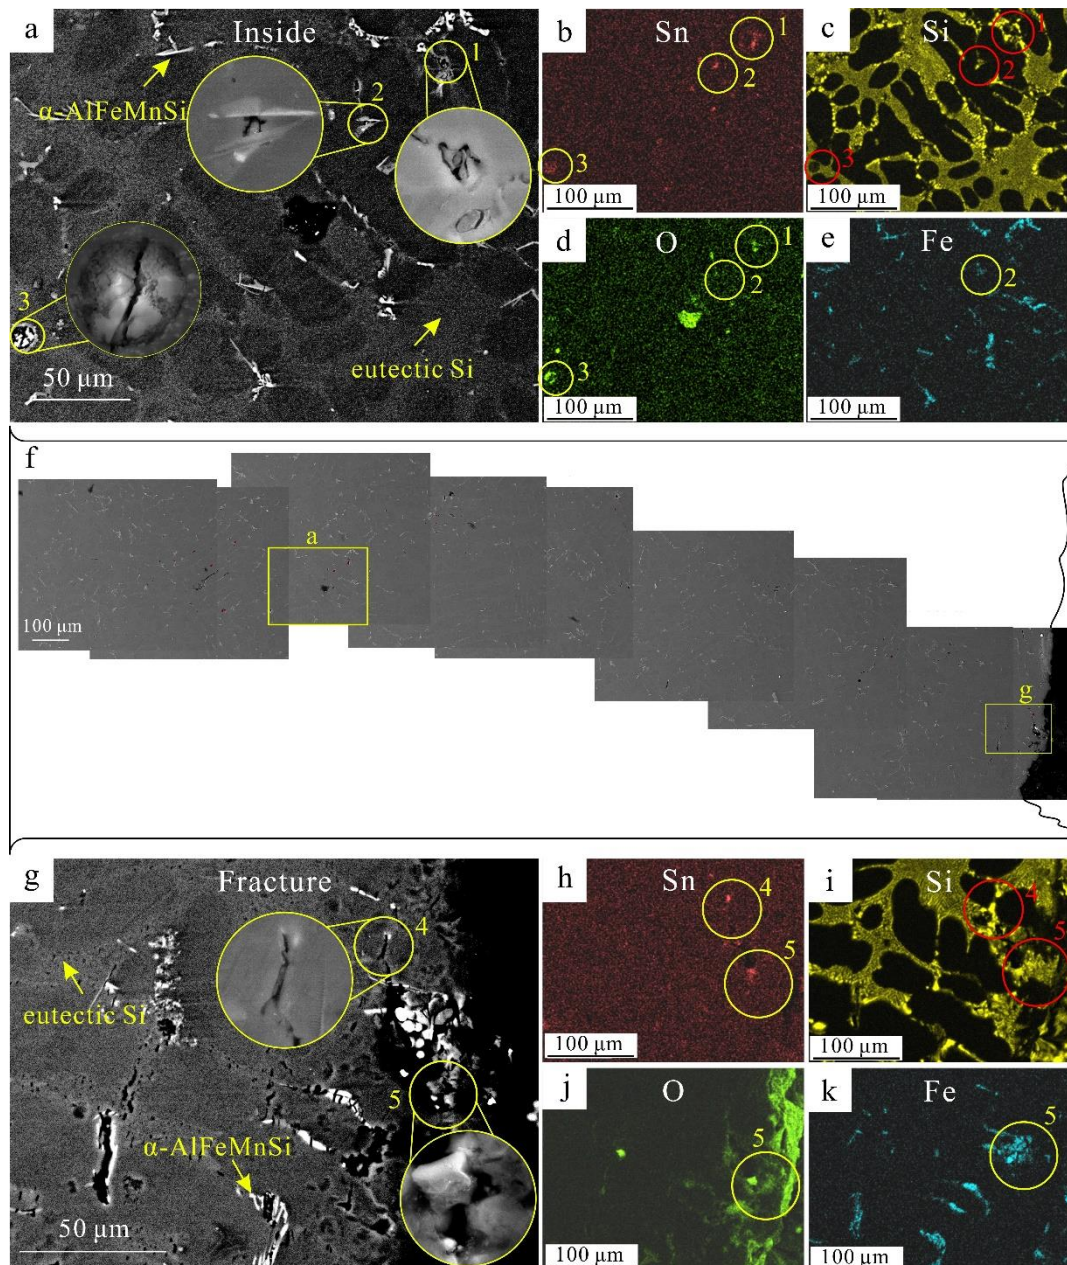 a
Inside
1
α-AlFeMnSi
2
3
eutectic Si
50 µm
b
Sn
1
2
3
100 µm
c
Si
1
2
3
100 µm
d
O
1
2
3
100 µm
e
Fe
2
100 µm
f
a
100 µm
g
g
Fracture
4
eutectic Si
5
α-AlFeMnSi
50 µm
h
Sn
4
5
100 µm
i
Si
4
5
100 µm
j
O
5
100 µm
k
Fe
5
100 µm